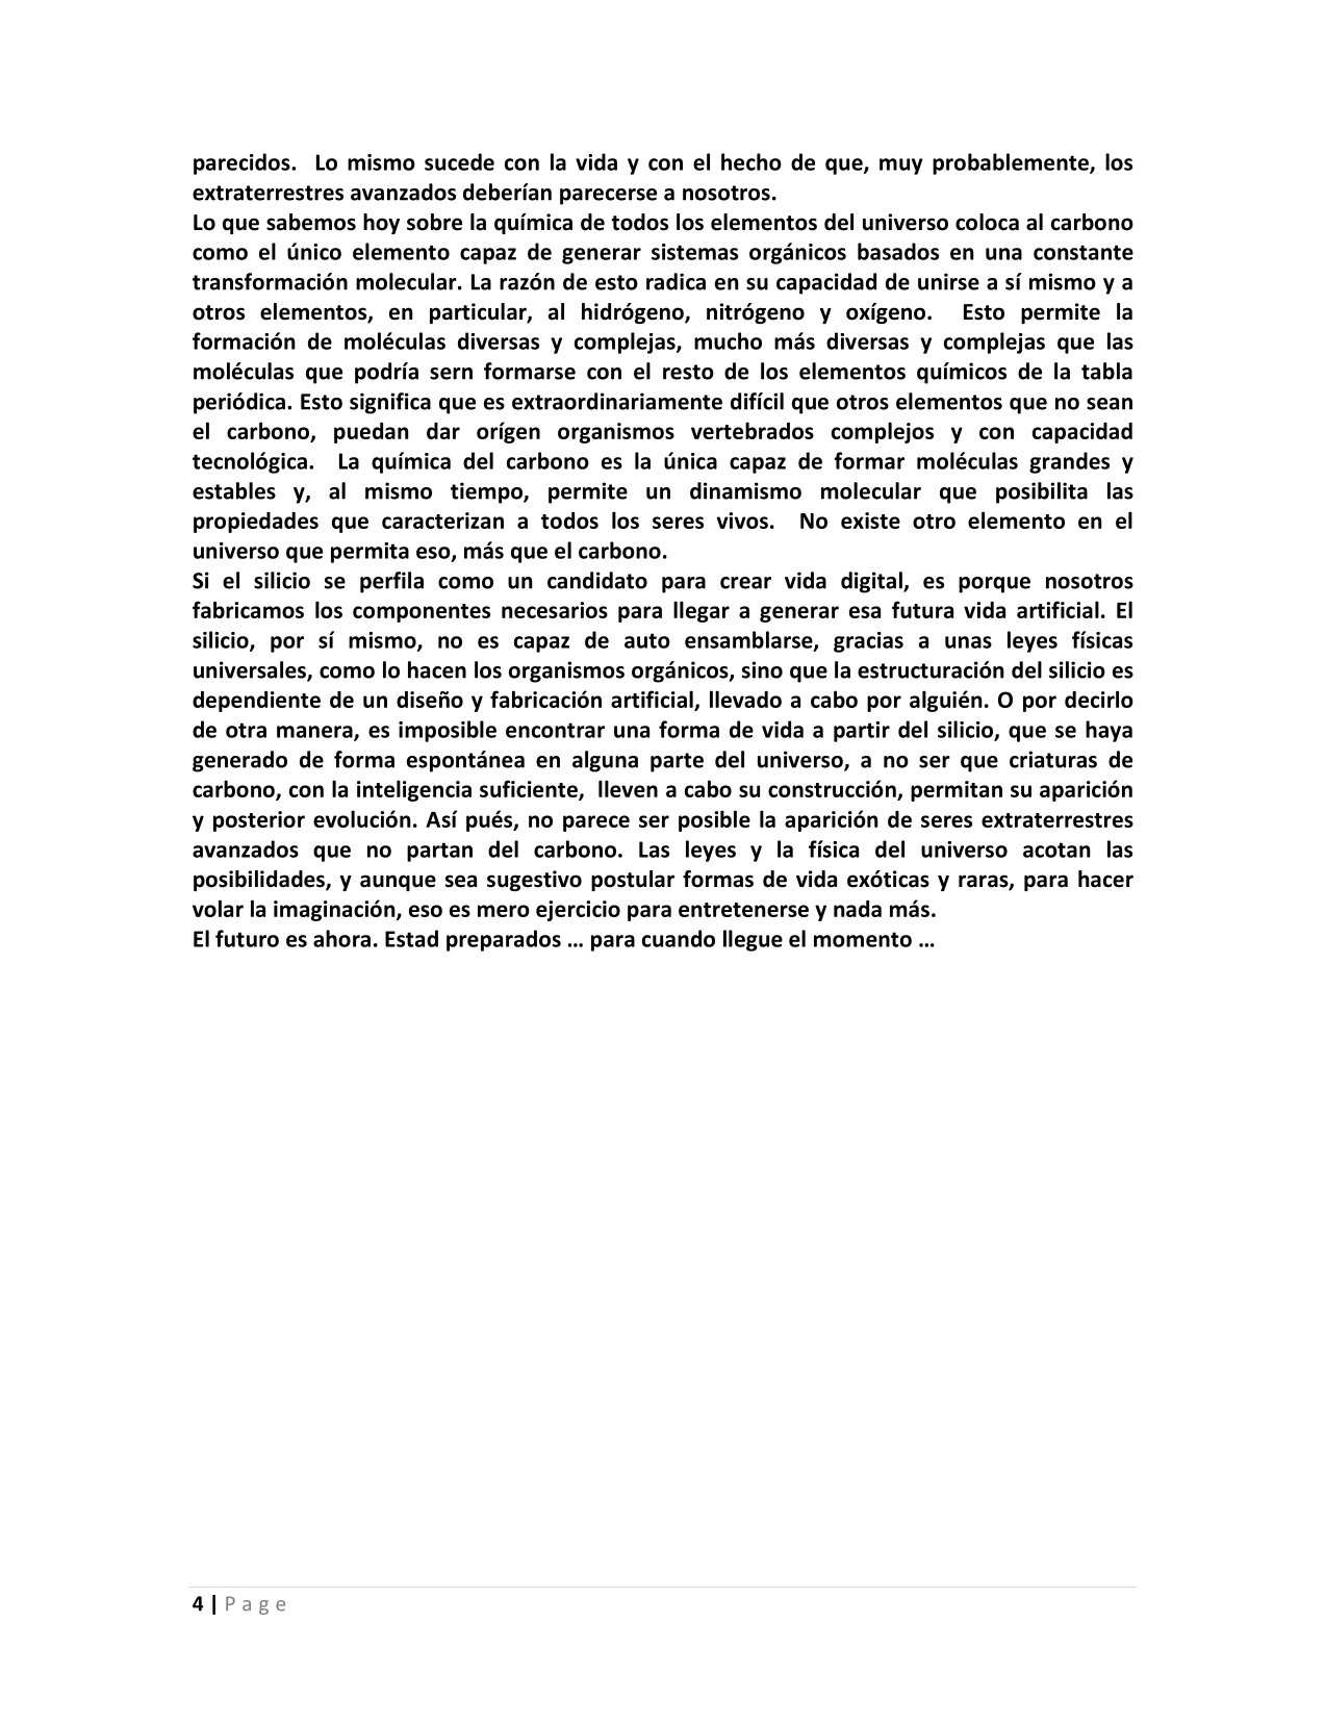 parecidos.  Lo mismo sucede con la vida y con el hecho de que, muy probablemente, los
extraterrestres avanzados deberían parecerse a nosotros.
Lo que sabemos hoy sobre la química de todos los elementos del universo coloca al carbono
como el único elemento capaz de generar sistemas orgánicos basados en una constante
transformación molecular. La razón de esto radica en su capacidad de unirse a sí mismo y a
otros elementos, en particular, al hidrógeno, nitrógeno y oxígeno.  Esto permite la
formación de moléculas diversas y complejas, mucho más diversas y complejas que las
moléculas que podría sern formarse con el resto de los elementos químicos de la tabla
periódica. Esto significa que es extraordinariamente difícil que otros elementos que no sean
el carbono, puedan dar orígen organismos vertebrados complejos y con capacidad
tecnológica.  La química del carbono es la única capaz de formar moléculas grandes y
estables y, al mismo tiempo, permite un dinamismo molecular que posibilita las
propiedades que caracterizan a todos los seres vivos.  No existe otro elemento en el
universo que permita eso, más que el carbono.
Si el silicio se perfila como un candidato para crear vida digital, es porque nosotros
fabricamos los componentes necesarios para llegar a generar esa futura vida artificial. El
silicio, por sí mismo, no es capaz de auto ensamblarse, gracias a unas leyes físicas
universales, como lo hacen los organismos orgánicos, sino que la estructuración del silicio es
dependiente de un diseño y fabricación artificial, llevado a cabo por alguién. O por decirlo
de otra manera, es imposible encontrar una forma de vida a partir del silicio, que se haya
generado de forma espontánea en alguna parte del universo, a no ser que criaturas de
carbono, con la inteligencia suficiente,  lleven a cabo su construcción, permitan su aparición
y posterior evolución. Así pués, no parece ser posible la aparición de seres extraterrestres
avanzados que no partan del carbono. Las leyes y la física del universo acotan las
posibilidades, y aunque sea sugestivo postular formas de vida exóticas y raras, para hacer
volar la imaginación, eso es mero ejercicio para entretenerse y nada más.
El futuro es ahora. Estad preparados … para cuando llegue el momento …
4 | Page